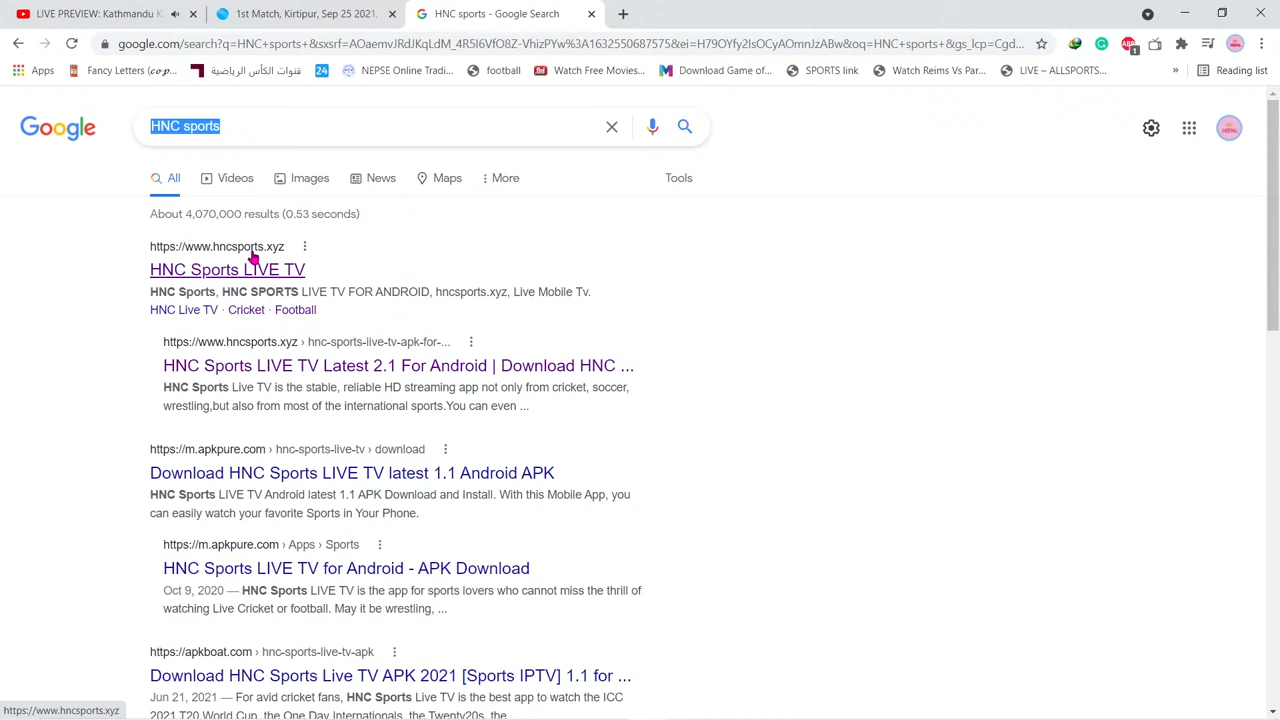 LIVE PREVIEW: Kathmandu K
1st Match, Kirtipur, Sep 25 2021,
HNC sports - Google Search
google.com/search?q=HNC+sports+&sxsrf=
Apps
Fancy Letters
قنوات الكأس الرياضية
24
NEPSE Online Tradi...
football
Watch Free Movies...
Download Game of...
SPORTS link
Watch Reims Vs Par...
LIVE – ALLSPORTS...
»
Reading list
Google
HNC sports
All
Videos
Images
News
Maps
More
Tools
About 4,070,000 results (0.53 seconds)
https://www.hncsports.xyz
HNC Sports LIVE TV
HNC Sports, HNC SPORTS LIVE TV FOR ANDROID, hncsports.xyz, Live Mobile Tv.
HNC Live TV · Cricket · Football
https://www.hncsports.xyz › hnc-sports-live-tv-apk-for-...
HNC Sports LIVE TV Latest 2.1 For Android | Download HNC ...
HNC Sports Live TV is the stable, reliable HD streaming app not only from cricket, soccer,
wrestling,but also from most of the international sports.You can even ...
https://m.apkpure.com › hnc-sports-live-tv › download
Download HNC Sports LIVE TV latest 1.1 Android APK
HNC Sports LIVE TV Android latest 1.1 APK Download and Install. With this Mobile App, you
can easily watch your favorite Sports in Your Phone.
https://m.apkpure.com › Apps › Sports
HNC Sports LIVE TV for Android - APK Download
Oct 9, 2020 — HNC Sports LIVE TV is the app for sports lovers who cannot miss the thrill of
watching Live Cricket or football. May it be wrestling, ...
https://apkboat.com › hnc-sports-live-tv-apk
Download HNC Sports Live TV APK 2021 [Sports IPTV] 1.1 for ...
Jun 21, 2021 — For avid cricket fans, HNC Sports Live TV is the best app to watch the ICC
2021 T20 World Cup, the One Day Internationals, the Twenty20s, the
https://www.hncsports.xyz